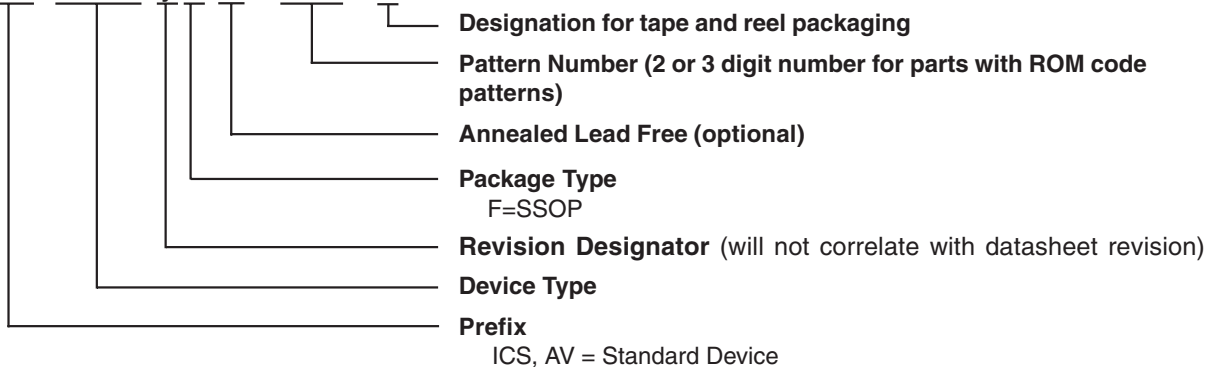 Designation for tape and reel packaging
Pattern Number (2 or 3 digit number for parts with ROM code
patterns)
Annealed Lead Free (optional)
Package Type
F=SSOP
Revision Designator (will not correlate with datasheet revision)
Device Type
Prefix
ICS, AV = Standard Device